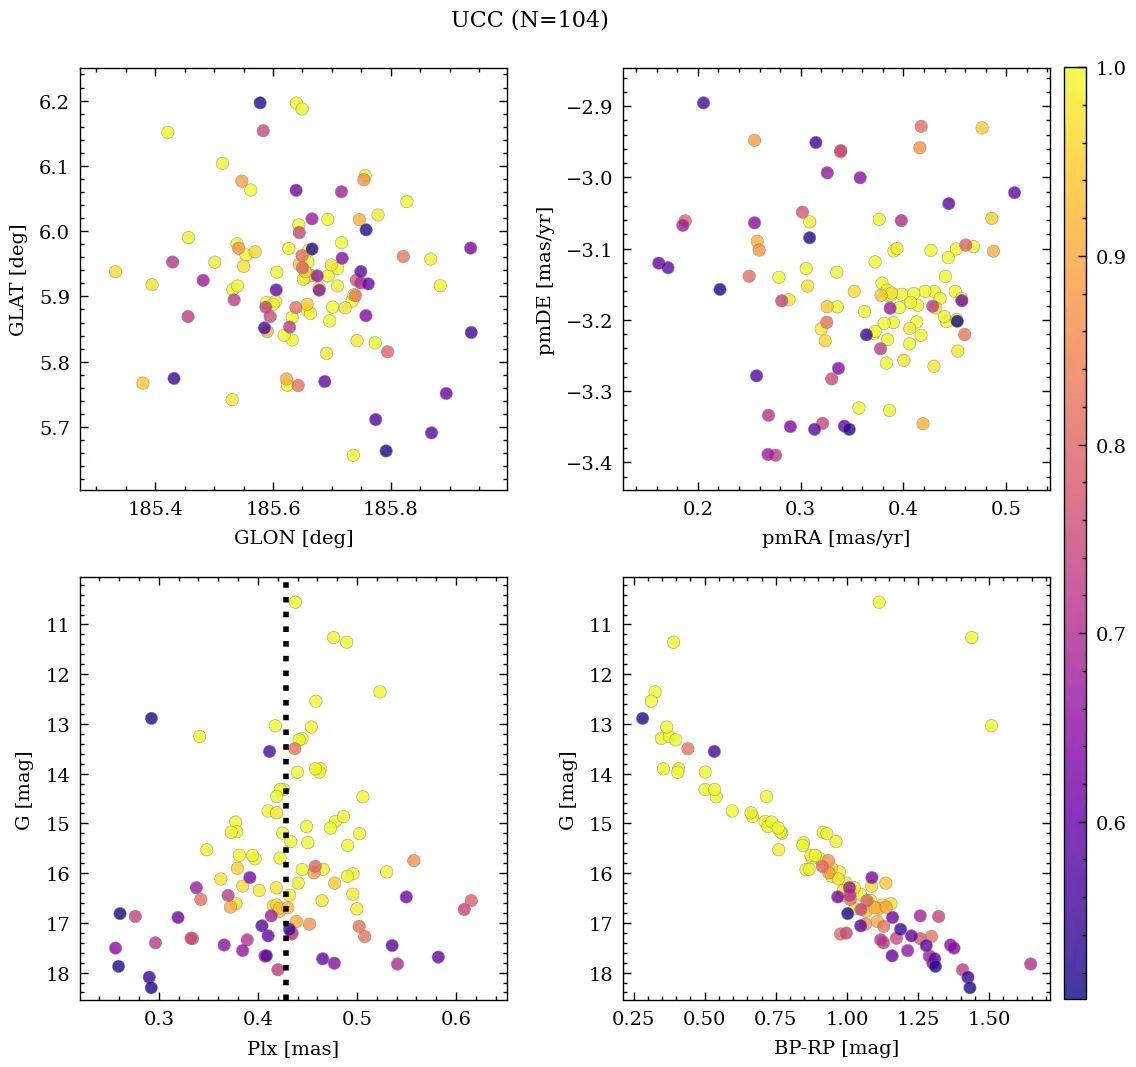 UCC (N=104)
6.2
6.1
6.0
5.9
5.8
5.7
GLAT [deg]
185.4 185.6 185.8
GLON [deg]
−2.9
−3.0
−3.1
−3.2
−3.3
−3.4
pmDE [mas/yr]
0.2 0.3 0.4 0.5
pmRA [mas/yr]
11
12
13
14
15
16
17
18
G [mag]
0.3 0.4 0.5 0.6
Plx [mas]
11
12
13
14
15
16
17
18
G [mag]
0.25 0.50 0.75 1.00 1.25 1.50
BP-RP [mag]
1.0
0.9
0.8
0.7
0.6